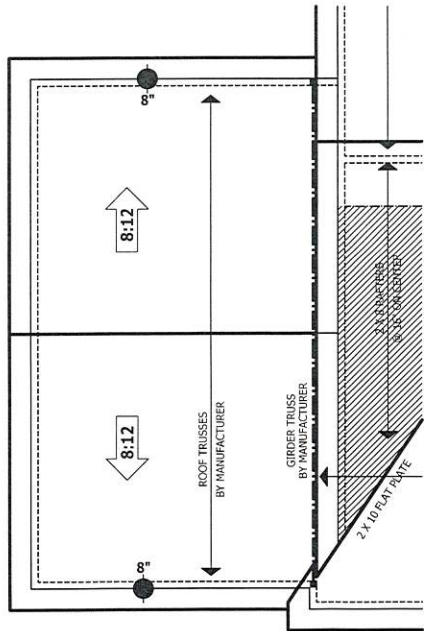 8"
8:12
8:12
8"
ROOF TRUSSES
BY MANUFACTURER
GIRDER TRUSS
BY MANUFACTURER
2 X 8 RAFTERS
@ 16" ON CENTER
2 X 10 FLAT PLATE